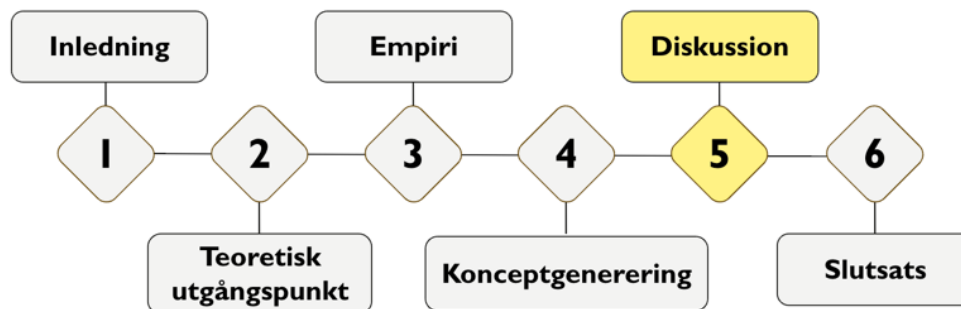 Inledning
Empiri
Diskussion
1
2
3
4
5
6
Teoretisk
utgångspunkt
Konceptgenerering
Slutsats